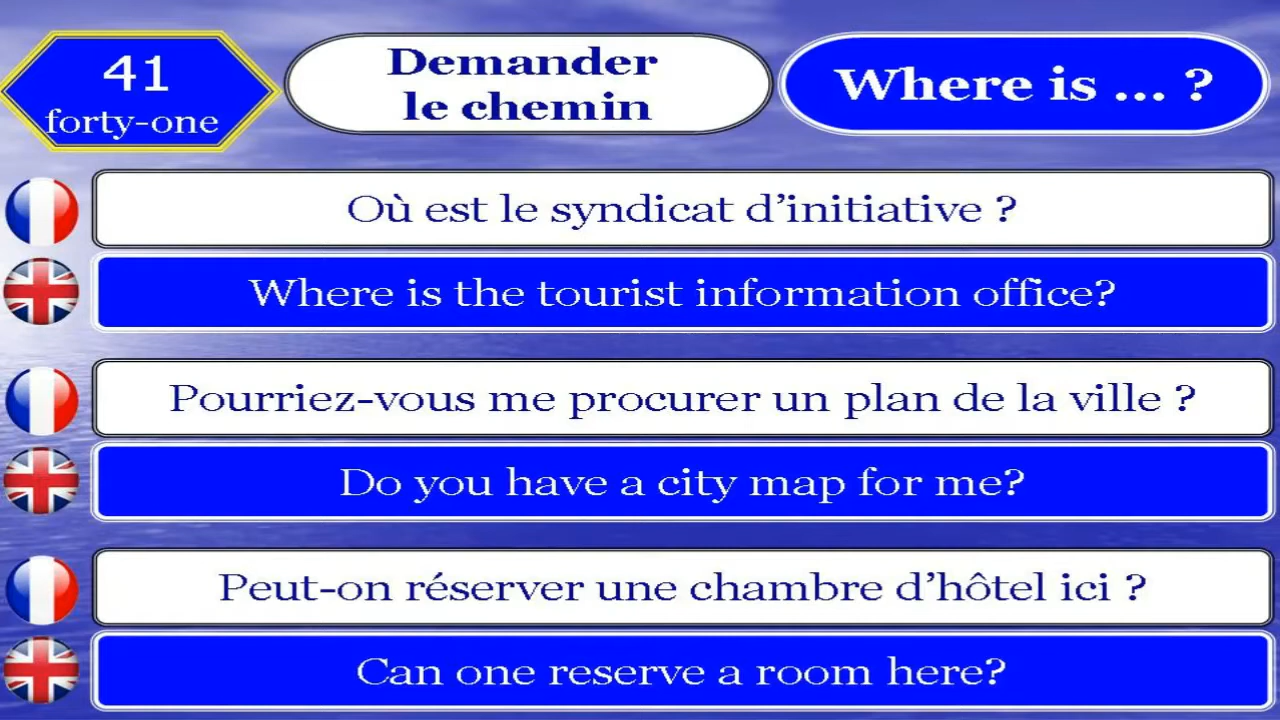 41
forty-one
Demander
le chemin
Where is ... ?
Où est le syndicat d’initiative ?
Where is the tourist information office?
Pourriez-vous me procurer un plan de la ville ?
Do you have a city map for me?
Peut-on réserver une chambre d’hôtel ici ?
Can one reserve a room here?